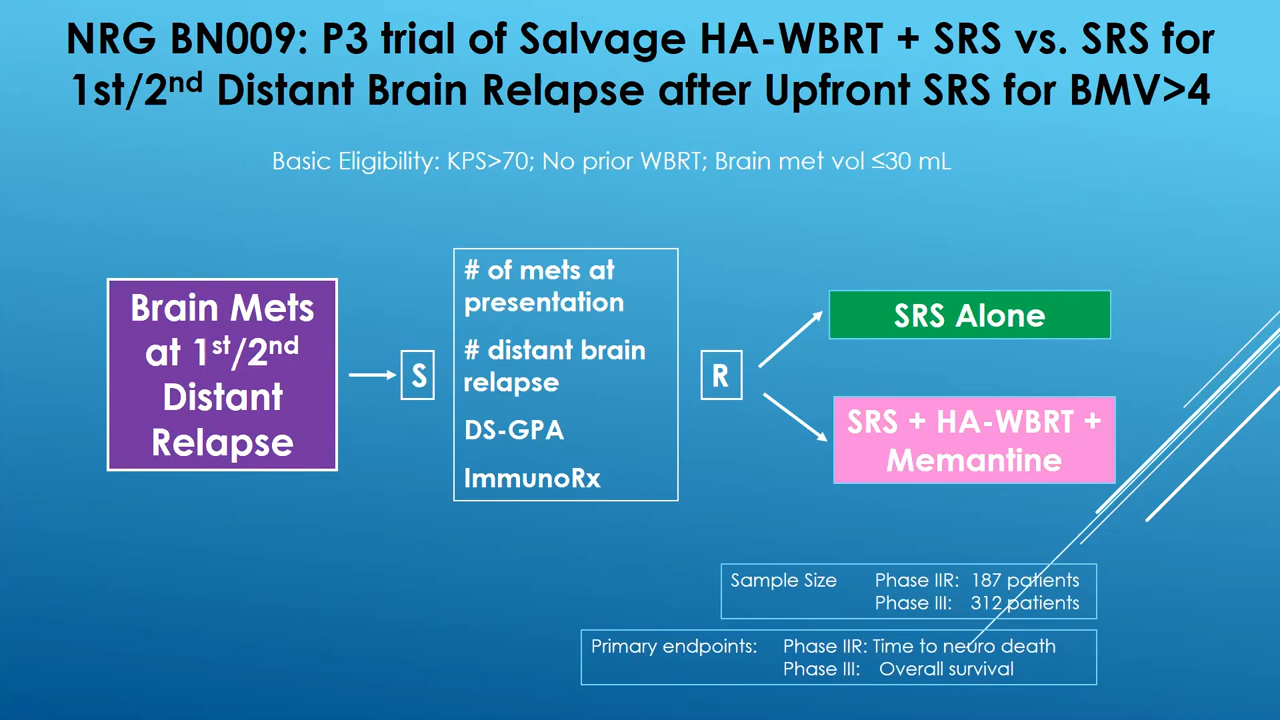 NRG BN009: P3 trial of Salvage HA-WBRT + SRS vs. SRS for
1st/2nd Distant Brain Relapse after Upfront SRS for BMV>4
Basic Eligibility: KPS>70; No prior WBRT; Brain met vol ≤30 mL
Brain Mets
at 1st/2nd
Distant
Relapse
S
# of mets at
presentation
# distant brain
relapse
DS-GPA
ImmunoRx
R
SRS Alone
SRS + HA-WBRT +
Memantine
Sample Size Phase IIR: 187 patients
Phase III: 312 patients
Primary endpoints: Phase IIR: Time to neuro death
Phase III: Overall survival